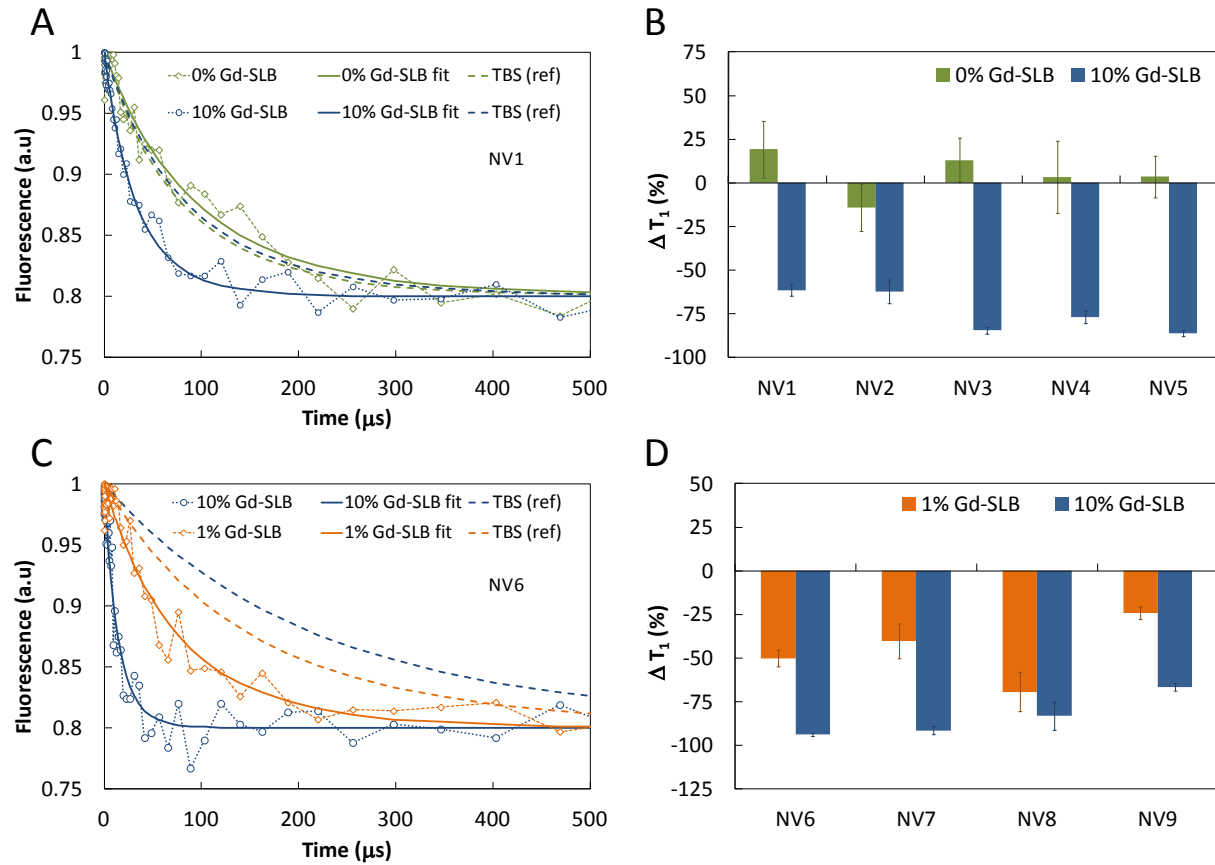 A
1
0.95
0.9
0.85
0.8
0.75
0% Gd-SLB
0% Gd-SLB fit
TBS (ref)
10% Gd-SLB
10% Gd-SLB fit
TBS (ref)
NV1
Fluorescence (a.u)
0
100
200
300
400
500
Time (μs)
B
75
50
25
0
-25
-50
-75
-100
0% Gd-SLB
10% Gd-SLB
Δ T1 (%)
NV1
NV2
NV3
NV4
NV5
C
1
0.95
0.9
0.85
0.8
0.75
10% Gd-SLB
10% Gd-SLB fit
TBS (ref)
1% Gd-SLB
1% Gd-SLB fit
TBS (ref)
NV6
Fluorescence (a.u)
0
100
200
300
400
500
Time (μs)
D
50
25
0
-25
-50
-75
-100
-125
1% Gd-SLB
10% Gd-SLB
Δ T1 (%)
NV6
NV7
NV8
NV9